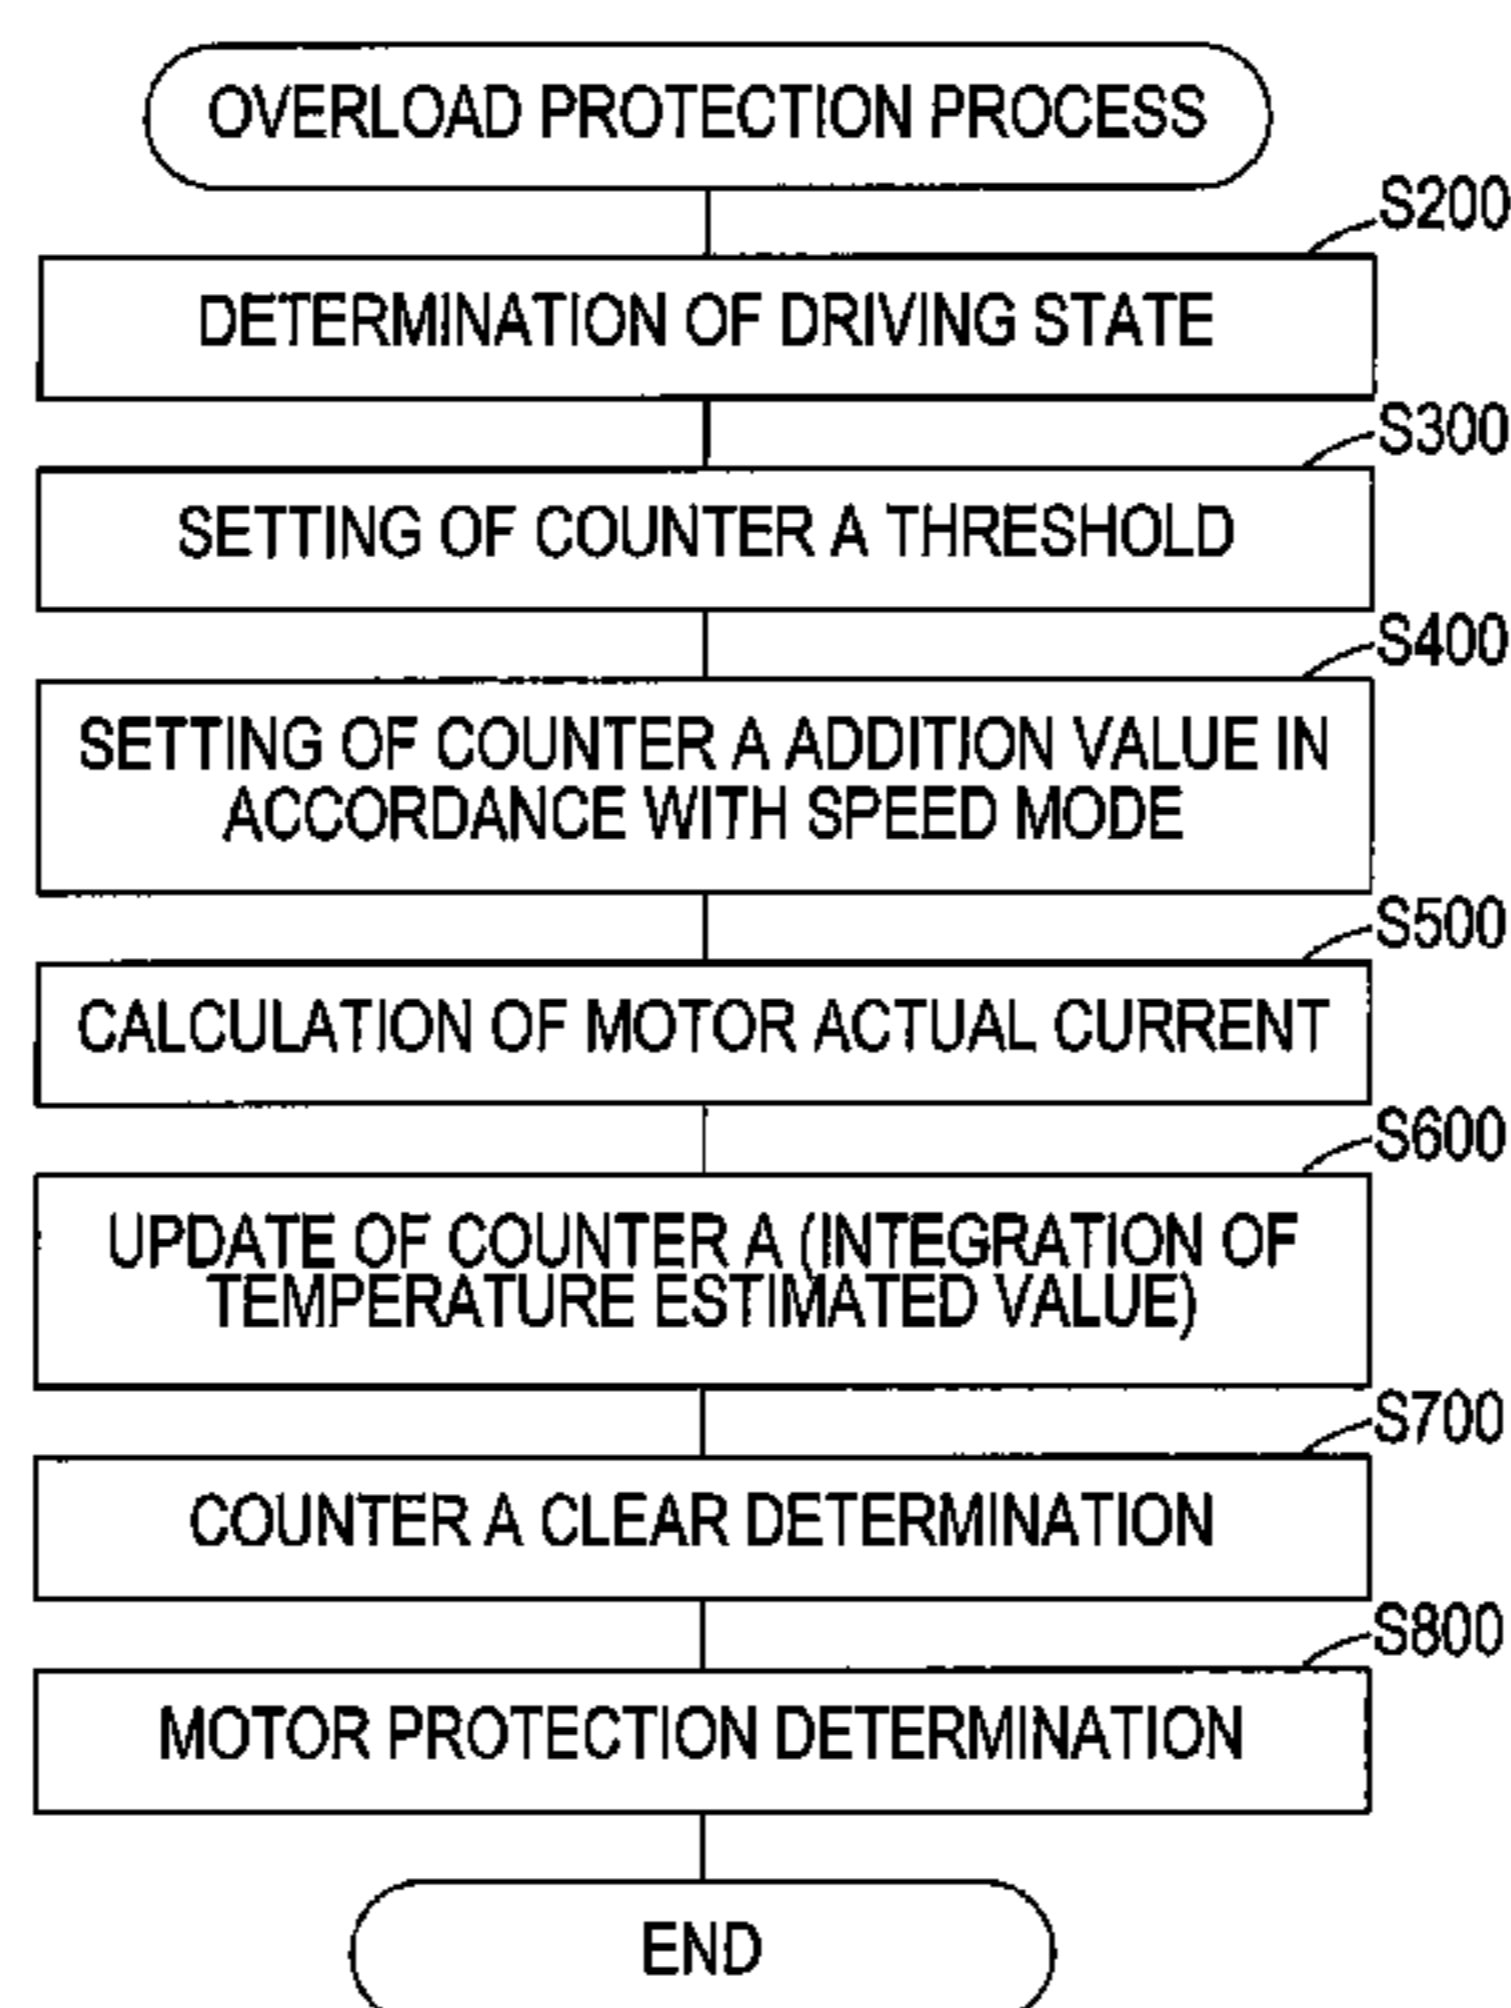 OVERLOAD PROTECTION PROCESS
S200
DETERMINATION OF DRIVING STATE
S300
SETTING OF COUNTER A THRESHOLD
S400
SETTING OF COUNTER A ADDITION VALUE IN
ACCORDANCE WITH SPEED MODE
S500
CALCULATION OF MOTOR ACTUAL CURRENT
S600
UPDATE OF COUNTER A (INTEGRATION OF
TEMPERATURE ESTIMATED VALUE)
S700
COUNTER A CLEAR DETERMINATION
S800
MOTOR PROTECTION DETERMINATION
END